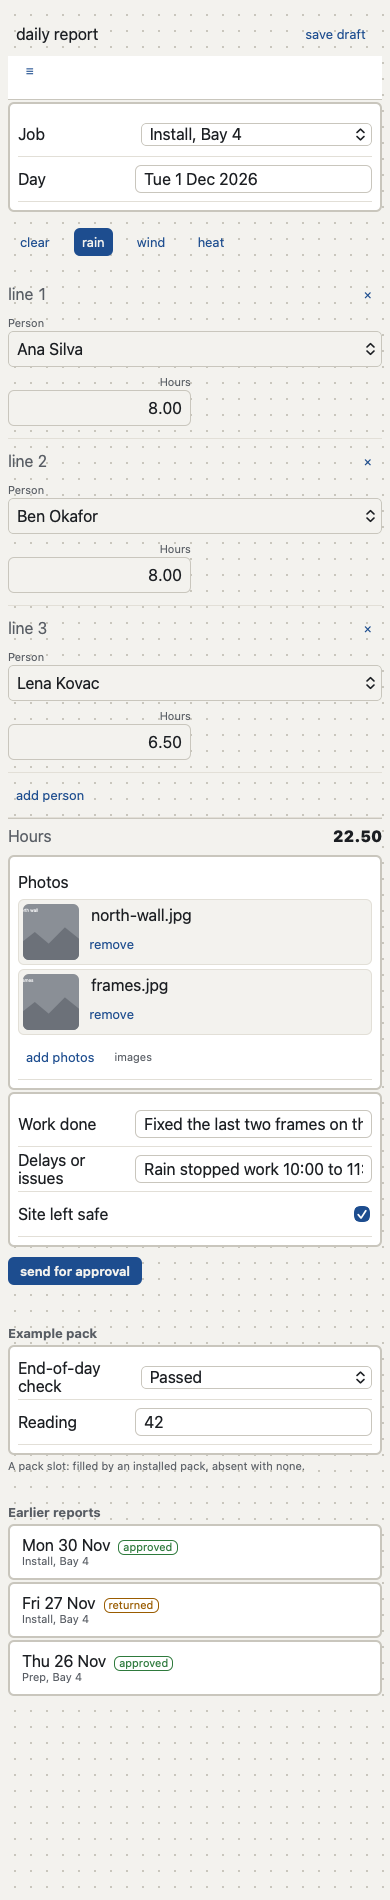 daily report
save draft
≡
Job
Install, Bay 4
Day
Tue 1 Dec 2026
clear
rain
wind
heat
line 1
×
Person
Ana Silva
Hours
8.00
line 2
×
Person
Ben Okafor
Hours
8.00
line 3
×
Person
Lena Kovac
Hours
6.50
add person
Hours
22.50
Photos
north-wall.jpg
remove
frames.jpg
remove
add photos
images
Work done
Fixed the last two frames on th
Delays or
issues
Rain stopped work 10:00 to 11:
Site left safe
send for approval
Example pack
End-of-day
check
Passed
Reading
42
A pack slot: filled by an installed pack, absent with none.
Earlier reports
Mon 30 Nov
approved
Install, Bay 4
Fri 27 Nov
returned
Install, Bay 4
Thu 26 Nov
approved
Prep, Bay 4